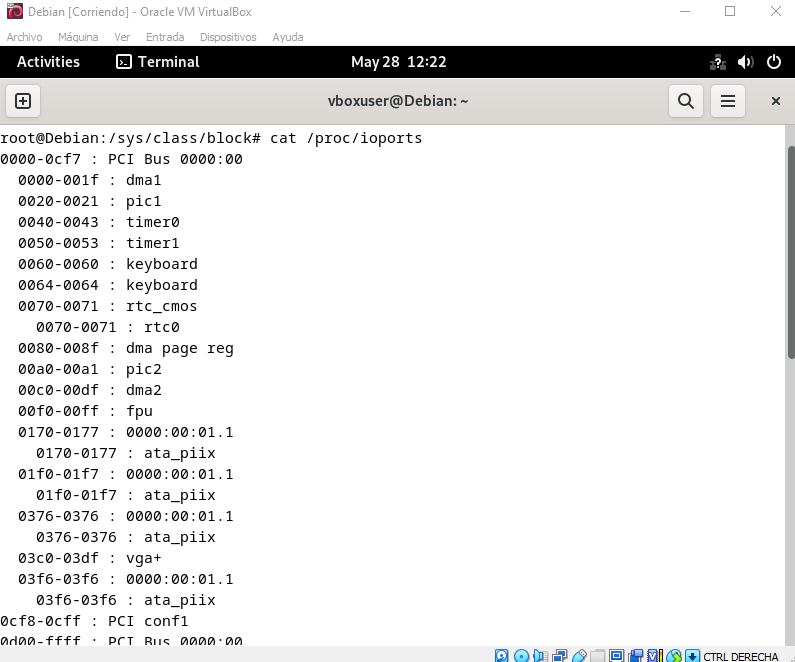 Debian [Corriendo] - Oracle VM VirtualBox
Archivo Máquina Ver Entrada Dispositivos Ayuda
Activities Terminal May 28 12:22
vboxuser@Debian: ~
root@Debian:/sys/class/block# cat /proc/ioports
0000-0cf7 : PCI Bus 0000:00
  0000-001f : dma1
  0020-0021 : pic1
  0040-0043 : timer0
  0050-0053 : timer1
  0060-0060 : keyboard
  0064-0064 : keyboard
  0070-0071 : rtc_cmos
    0070-0071 : rtc0
  0080-008f : dma page reg
  00a0-00a1 : pic2
  00c0-00df : dma2
  00f0-00ff : fpu
  0170-0177 : 0000:00:01.1
    0170-0177 : ata_piix
  01f0-01f7 : 0000:00:01.1
    01f0-01f7 : ata_piix
  0376-0376 : 0000:00:01.1
    0376-0376 : ata_piix
  03c0-03df : vga+
  03f6-03f6 : 0000:00:01.1
    03f6-03f6 : ata_piix
0cf8-0cff : PCI conf1
0d00-ffff : PCI Bus 0000:00
CTRL DERECHA